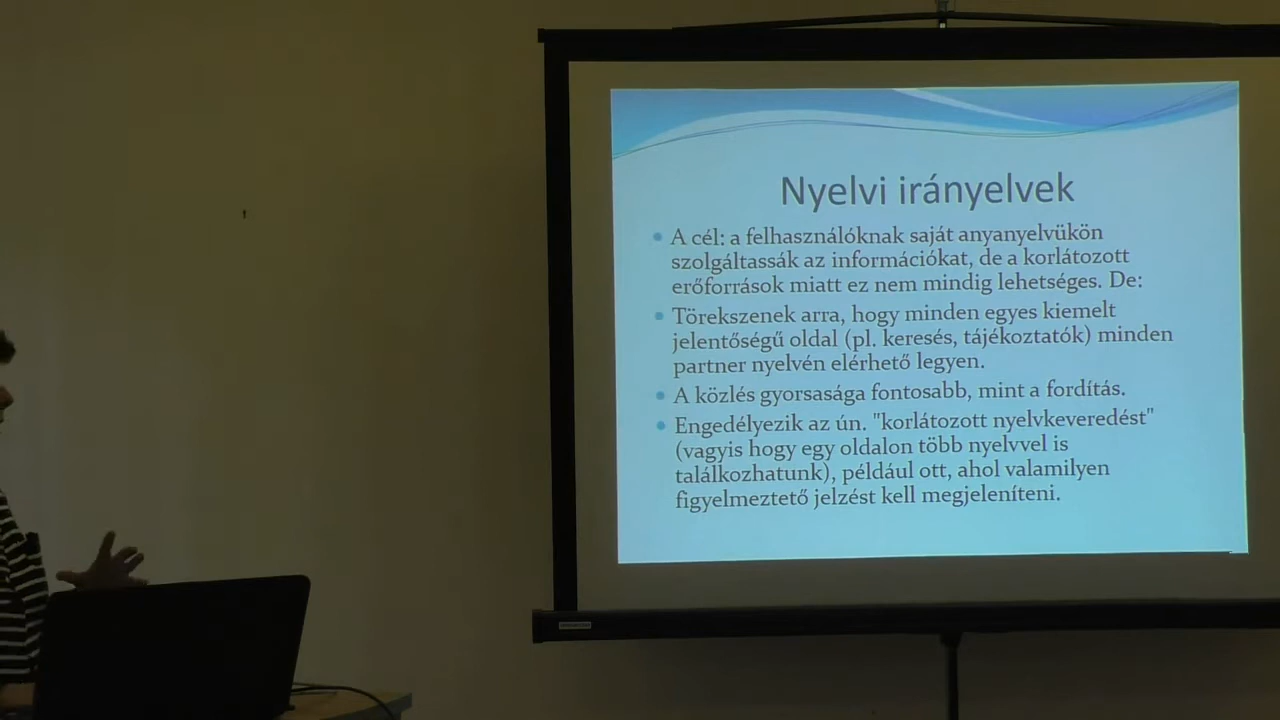 Nyelvi irányelvek
A cél: a felhasználóknak saját anyanyelvükön
szolgáltassák az információkat, de a korlátozott
erőforrások miatt ez nem mindig lehetséges. De:
Törekszenek arra, hogy minden egyes kiemelt
jelentőségű oldal (pl. keresés, tájékoztatók) minden
partner nyelvén elérhető legyen.
A közlés gyorsasága fontosabb, mint a fordítás.
Engedélyezik az ún. "korlátozott nyelvkeveredést"
(vagyis hogy egy oldalon több nyelvvel is
találkozhatunk), például ott, ahol valamilyen
figyelmeztető jelzést kell megjeleníteni.